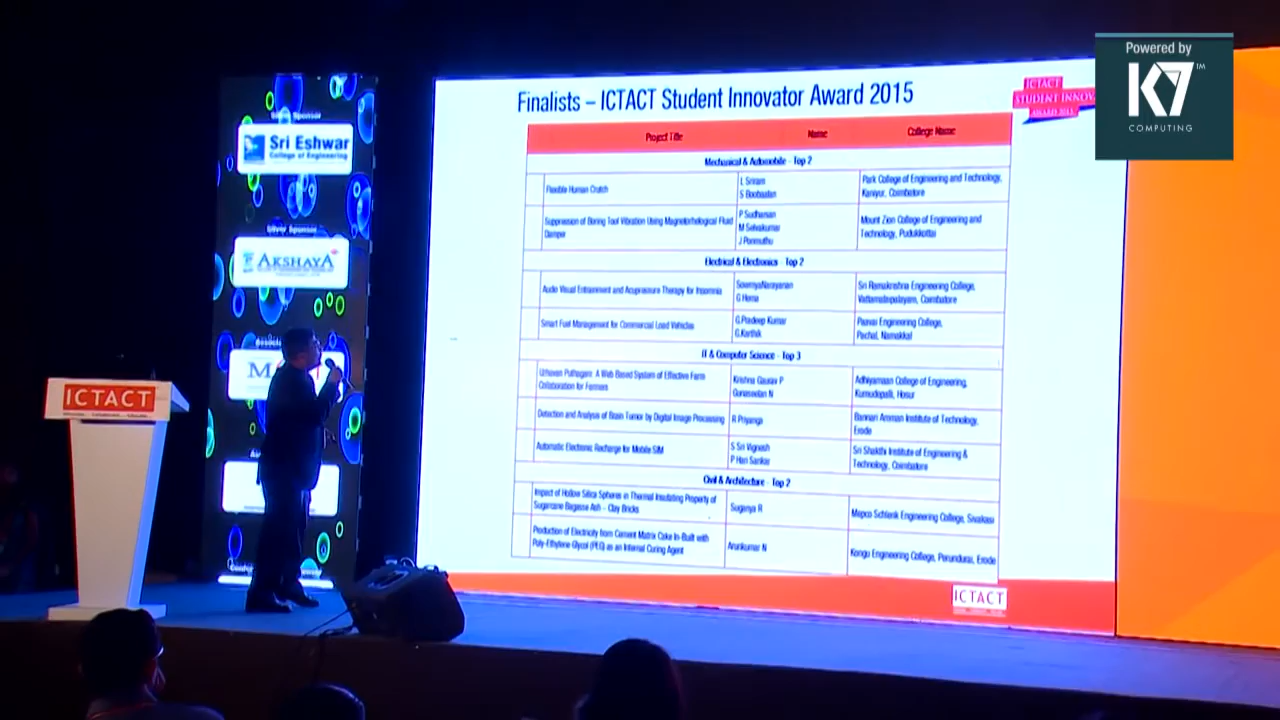 Powered by
K7 TM
COMPUTING
Finalists – ICTACT Student Innovator Award 2015
ICTACT
STUDENT INNOV
AWARD 2015
Project Title Name College Name
Mechanical & Automobile - Top 2
Flexible Human Crutch
L Sriram
S Boobaalan
Park College of Engineering and Technology,
Kaniyur, Coimbatore
Suppression of Boring Tool Vibration Using Magnetorheological Fluid
Damper
P Sudharsan
M Selvakumar
J Ponmuthu
Mount Zion College of Engineering and
Technology, Pudukkottai
Electrical & Electronics - Top 2
Audio Visual Entrainment and Acupressure Therapy for Insomnia
SowmyaNarayanan
G Hema
Sri Ramakrishna Engineering College,
Vattamalaipalayam, Coimbatore
Smart Fuel Management for Commercial Load Vehicles
G.Pradeep Kumar
G.Karthik
Paavai Engineering College,
Pachal, Namakkal
IT & Computer Science - Top 3
A Web Based System of Effective Farm
Collaboration for Farmers
Krishna Gaurav P
Gunaseelan N
Adhiyamaan College of Engineering,
Kumudepalli, Hosur
Detection and Analysis of Brain Tumor by Digital Image Processing
R Priyanga
Bannari Amman Institute of Technology,
Erode
Automatic Electronic Recharge for Mobile SIM
S Sri Vignesh
P Hari Sankar
Sri Shakthi Institute of Engineering &
Technology, Coimbatore
Civil & Architecture - Top 2
Impact of Hollow Silica Spheres in Thermal Insulating Property of
Sugarcane Bagasse Ash – Clay Bricks
Suganya R
Mepco Schlenk Engineering College, Sivakasi
Production of Electricity from Cement Matrix Cake In-Built with
Poly-Ethylene Glycol (PEG) as an Internal Curing Agent
Arunkumar N
Kongu Engineering College, Perundurai, Erode
ICTACT
Silver Sponsor
Sri Eshwar
College of Engineering
Silver Sponsor
AKSHAYA
M
ICTACT